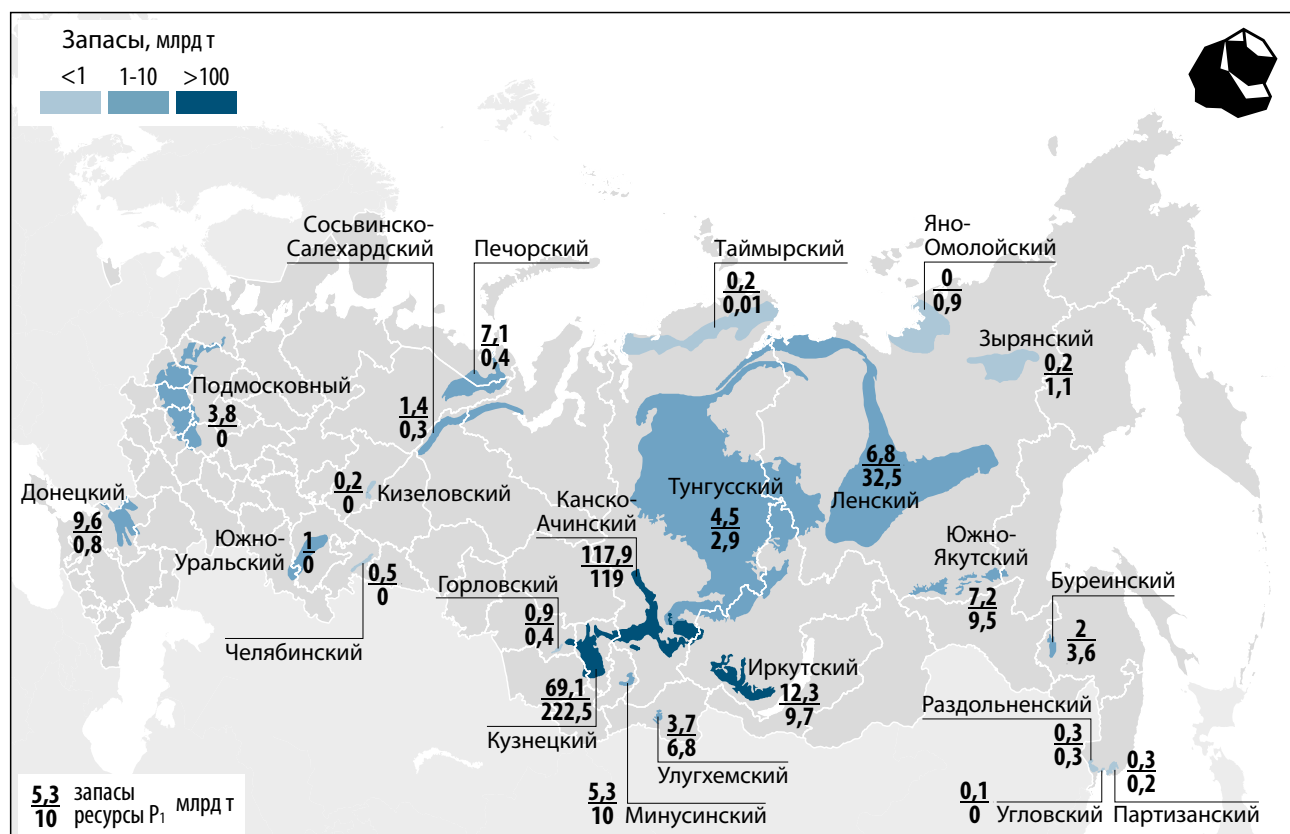 Запасы, млрд т
<1 1-10 >100
Сосьвинско-
Салехардский
1,4
0,3
Печорский
7,1
0,4
Таймырский
0,2
0,01
Яно-
Омолойский
0
0,9
Зырянский
0,2
1,1
Подмосковный
3,8
0
Донецкий
9,6
0,8
0,2
0
Кизеловский
Южно-
Уральский
1
0
0,5
0
Челябинский
Канско-
Ачинский
117,9
119
Тунгусский
4,5
2,9
6,8
32,5
Ленский
Южно-
Якутский
7,2
9,5
Буреинский
2
3,6
Горловский
0,9
0,4
69,1
222,5
Кузнецкий
Иркутский
12,3
9,7
3,7
6,8
Улугхемский
5,3
10
Минусинский
Раздольненский
0,3
0,3
0,1
0
Угловский
0,3
0,2
Партизанский
5,3 запасы
10 ресурсы P₁
млрд т